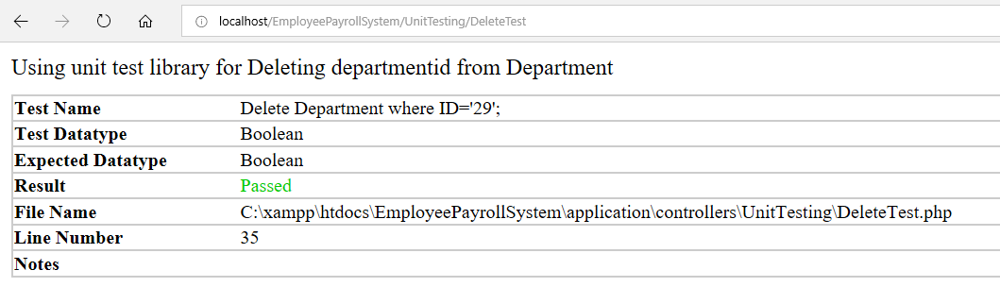 localhost/EmployeePayrollSystem/UnitTesting/DeleteTest
Using unit test library for Deleting departmentid from Department
Test Name Delete Department where ID='29';
Test Datatype Boolean
Expected Datatype Boolean
Result Passed
File Name C:\xampp\htdocs\EmployeePayrollSystem\application\controllers\UnitTesting\DeleteTest.php
Line Number 35
Notes